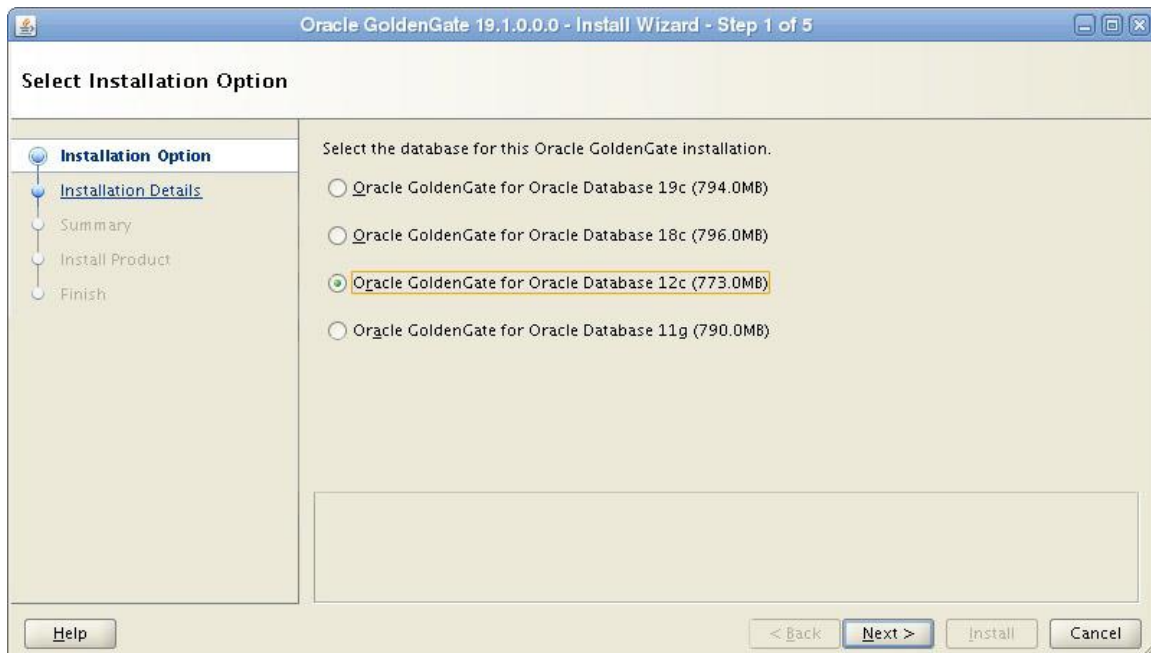 Oracle GoldenGate 19.1.0.0.0 - Install Wizard - Step 1 of 5
Select Installation Option
Installation Option
Installation Details
Summary
Install Product
Finish
Select the database for this Oracle GoldenGate installation.
Oracle GoldenGate for Oracle Database 19c (794.0MB)
Oracle GoldenGate for Oracle Database 18c (796.0MB)
Oracle GoldenGate for Oracle Database 12c (773.0MB)
Oracle GoldenGate for Oracle Database 11g (790.0MB)
Help
< Back
Next >
Install
Cancel